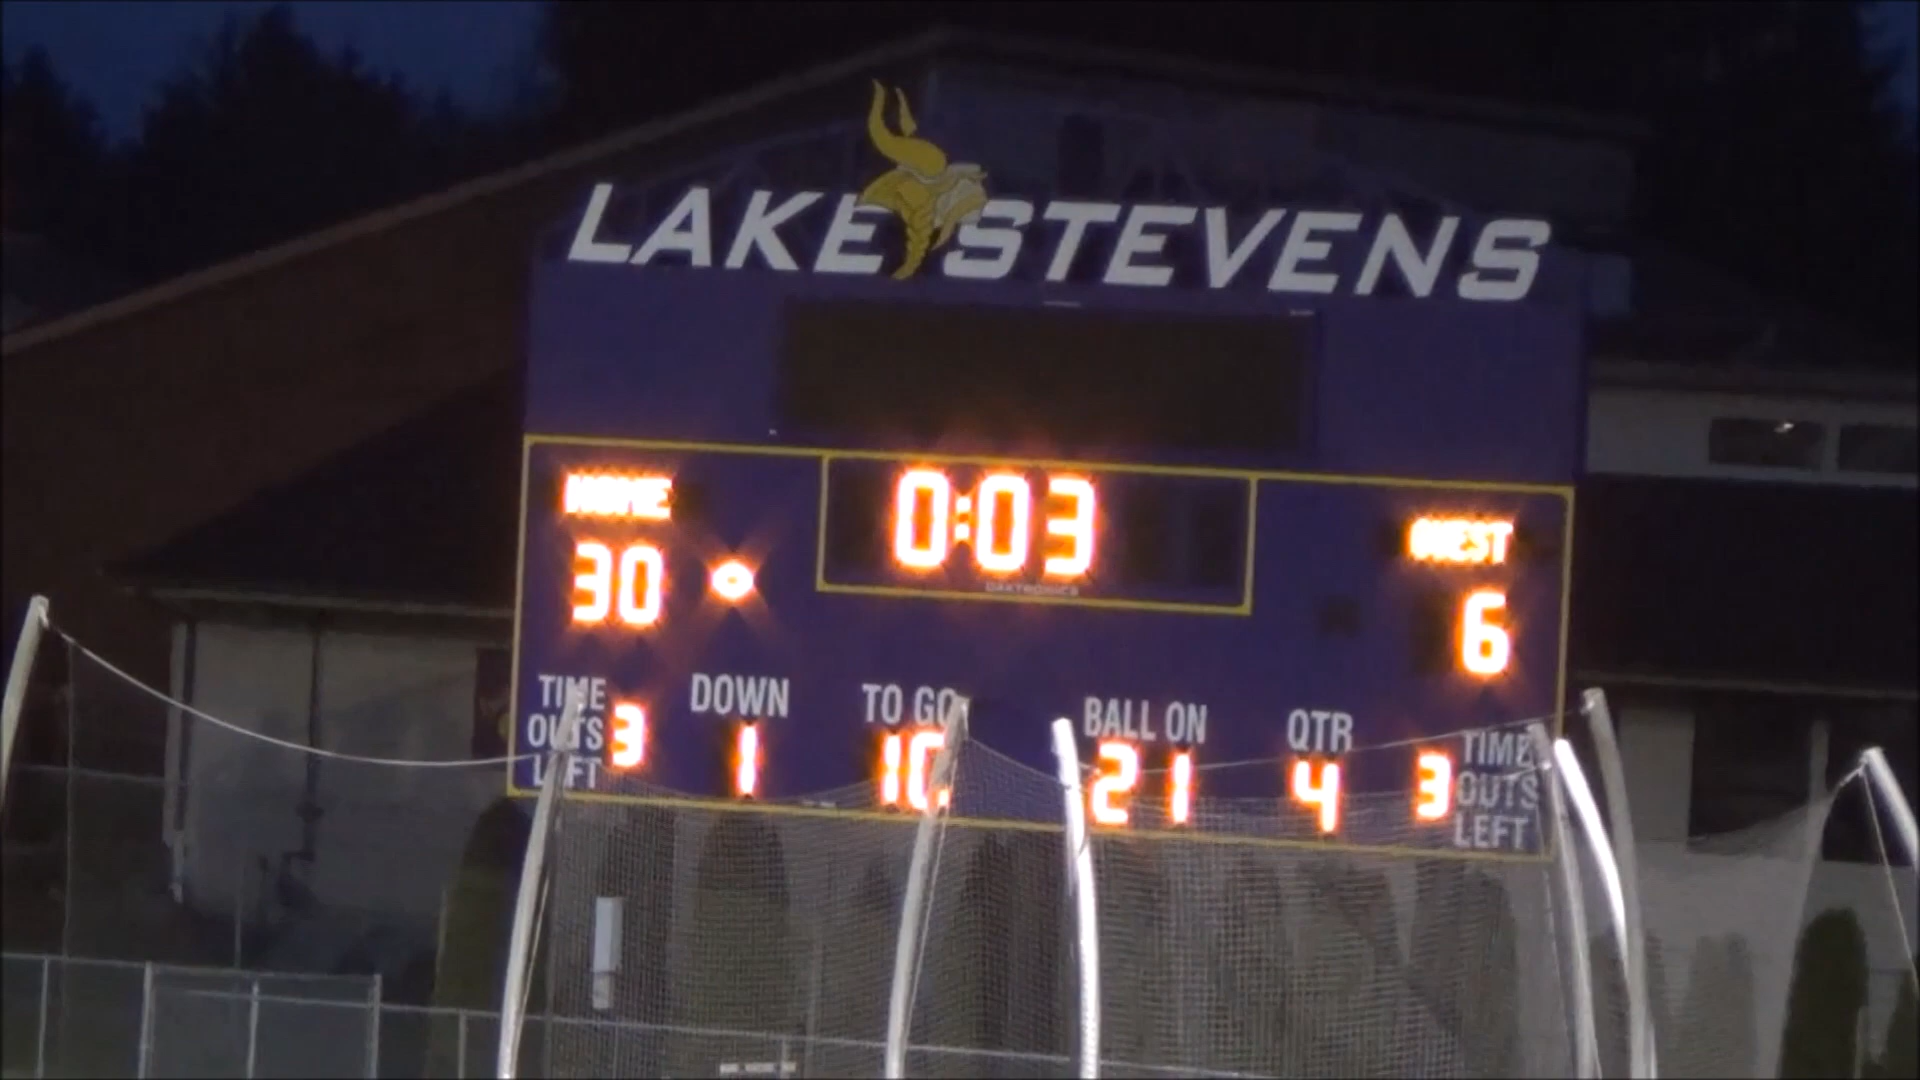 LAKE STEVENS
HOME
0:03
GUEST
30
6
DAKTRONICS
TIME OUTS LEFT
3
DOWN
1
TO GO
10
BALL ON
21
QTR
4
3
TIME OUTS LEFT